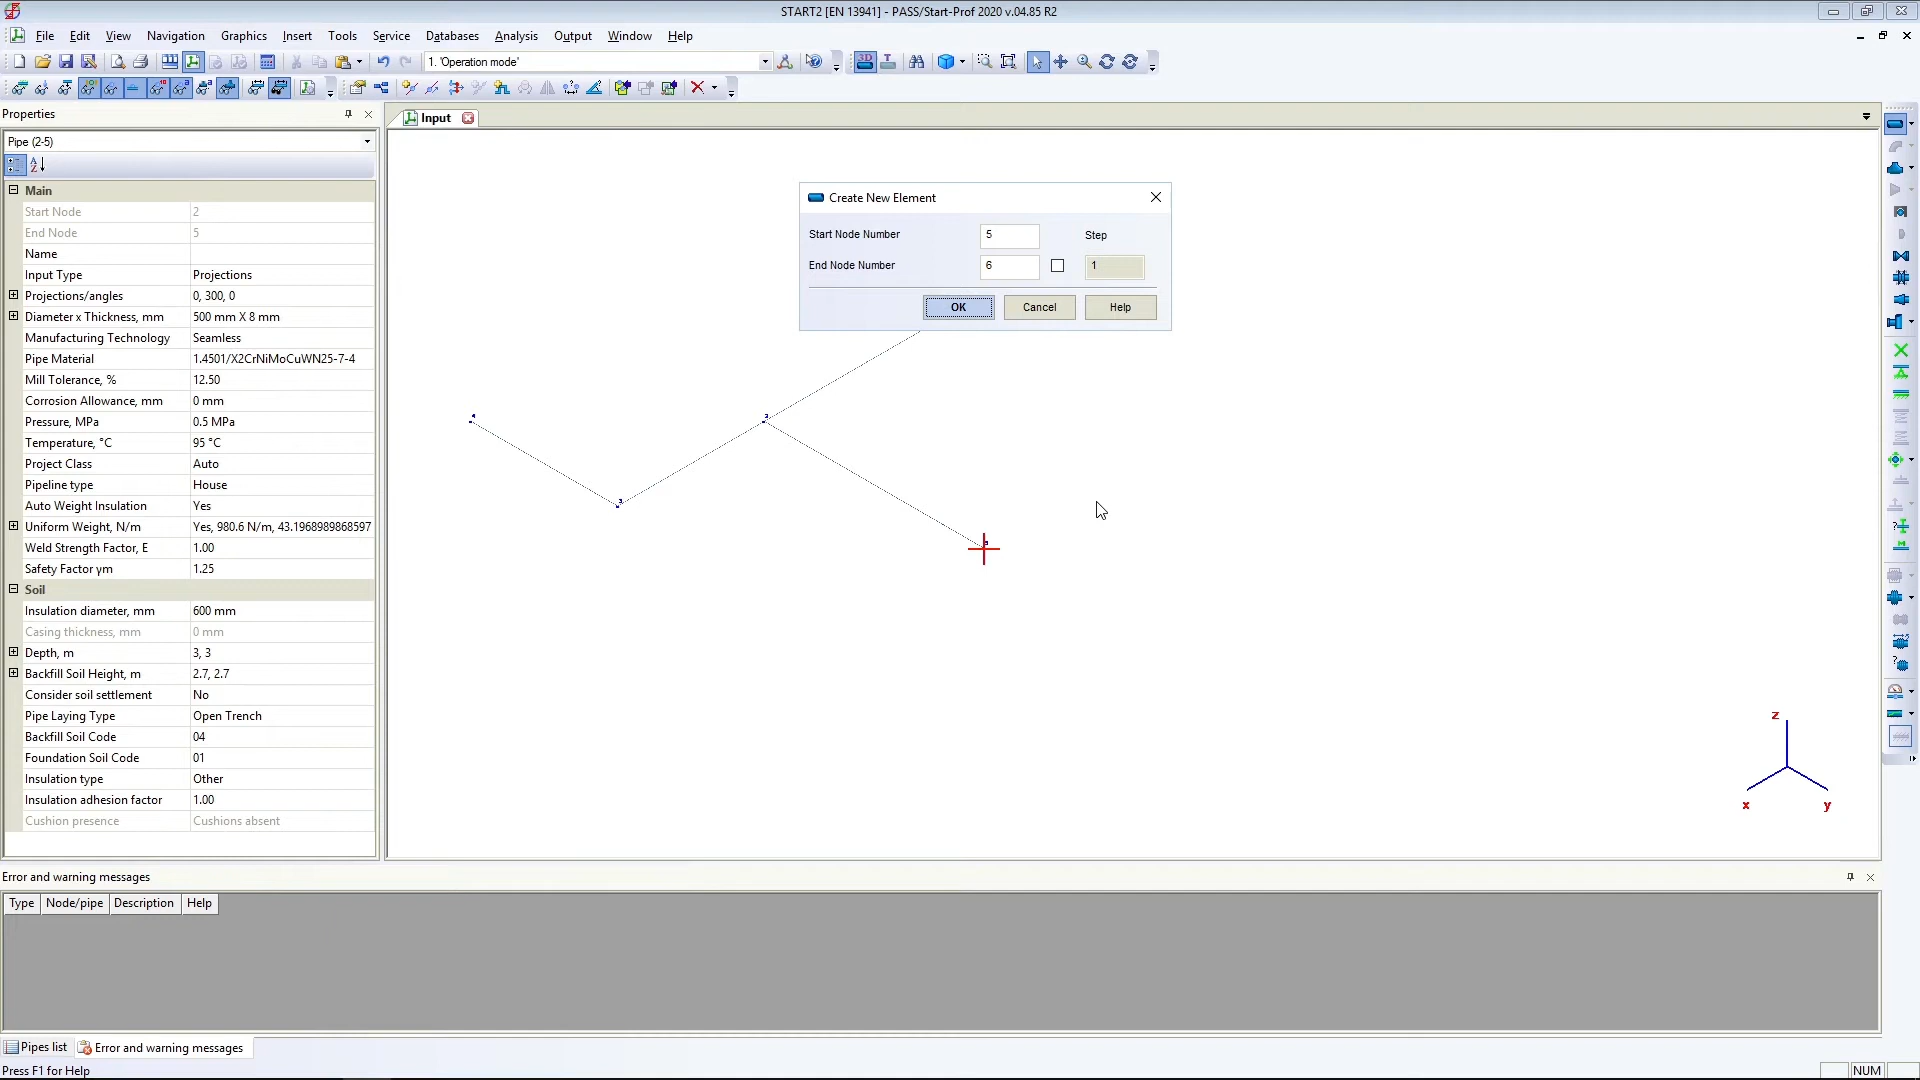 START2 [EN 13941] - PASS/Start-Prof 2020 v.04.85 R2
File Edit View Navigation Graphics Insert Tools Service Databases Analysis Output Window Help
1. 'Operation mode'
3D
T
Properties
Input
Pipe (2-5)
Main
Start Node 2
End Node 5
Name
Input Type Projections
Projections/angles 0, 300, 0
Diameter x Thickness, mm 500 mm X 8 mm
Manufacturing Technology Seamless
Pipe Material 1.4501/X2CrNiMoCuWN25-7-4
Mill Tolerance, % 12.50
Corrosion Allowance, mm 0 mm
Pressure, MPa 0.5 MPa
Temperature, °C 95 °C
Project Class Auto
Pipeline type House
Auto Weight Insulation Yes
Uniform Weight, N/m Yes, 980.6 N/m, 43.1968989868597
Weld Strength Factor, E 1.00
Safety Factor γm 1.25
Soil
Insulation diameter, mm 600 mm
Casing thickness, mm 0 mm
Depth, m 3, 3
Backfill Soil Height, m 2.7, 2.7
Consider soil settlement No
Pipe Laying Type Open Trench
Backfill Soil Code 04
Foundation Soil Code 01
Insulation type Other
Insulation adhesion factor 1.00
Cushion presence Cushions absent
Create New Element
Start Node Number 5 Step
End Node Number 6 1
OK Cancel Help
4
2
3
z
x
y
Error and warning messages
Type Node/pipe Description Help
Pipes list Error and warning messages
Press F1 for Help
NUM